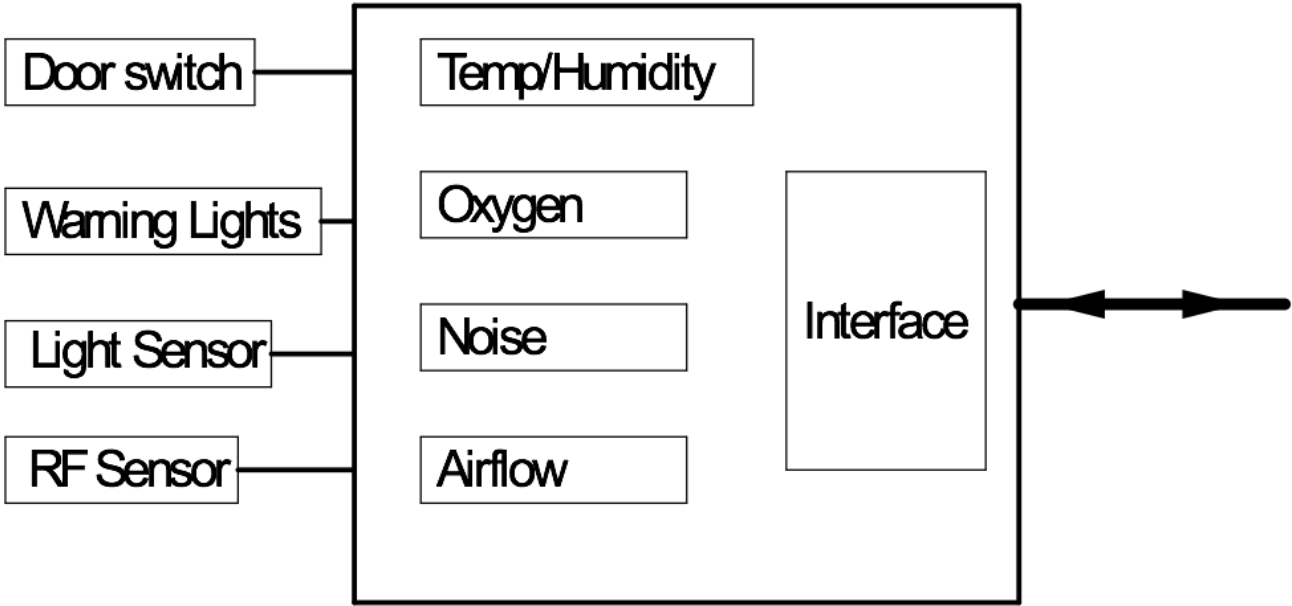 Door switch
Warning Lights
Light Sensor
RF Sensor
Temp/Humidity
Oxygen
Noise
Airflow
Interface